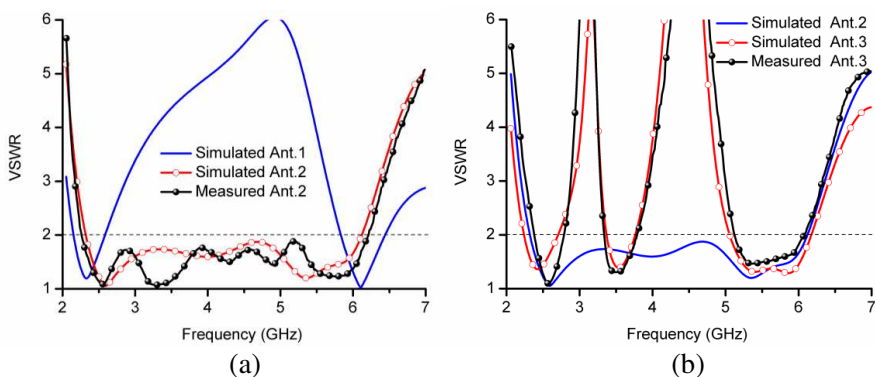 6
5
4
3
2
1
VSWR
Simulated Ant.1
Simulated Ant.2
Measured Ant.2
2 3 4 5 6 7
Frequency (GHz)
(a)
6
5
4
3
2
1
VSWR
Simulated Ant.2
Simulated Ant.3
Measured Ant.3
2 3 4 5 6 7
Frequency (GHz)
(b)